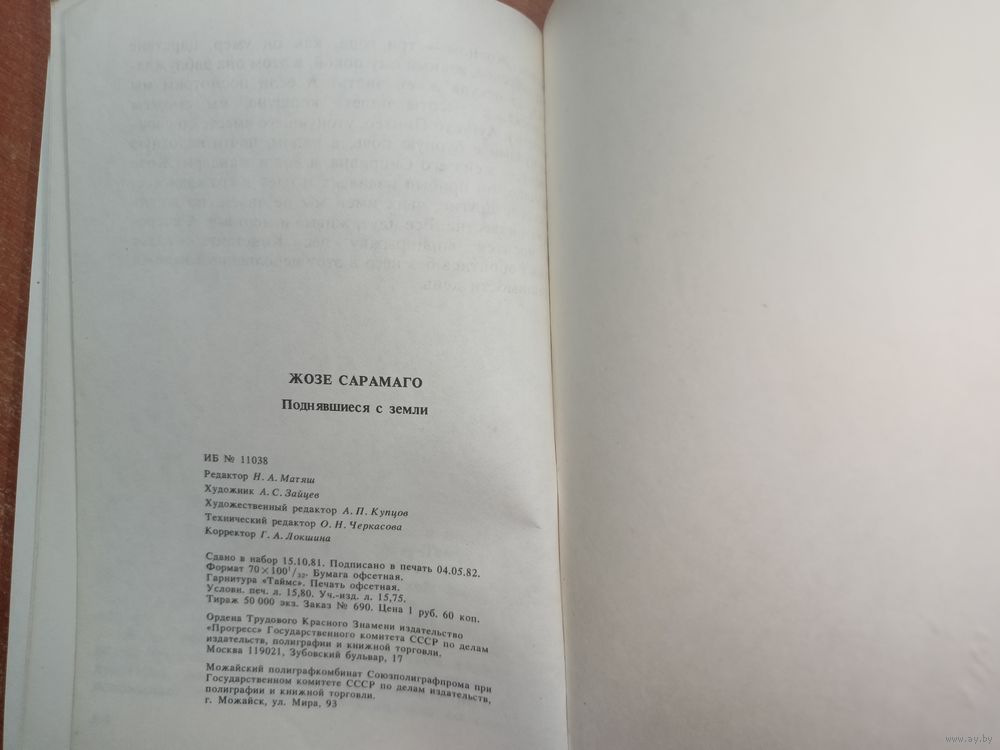 ЖОЗЕ САРАМАГО
Поднявшиеся с земли
ИБ № 11038
Редактор Н. А. Матяш
Художник А. С. Зайцев
Художественный редактор А. П. Купцов
Технический редактор О. Н. Черкасова
Корректор Г. А. Локшина
Сдано в набор 15.10.81. Подписано в печать 04.05.82.
Формат 70×100¹/₃₂. Бумага офсетная.
Гарнитура «Таймс». Печать офсетная.
Условн. печ. л. 15,80. Уч.-изд. л. 15,75.
Тираж 50 000 экз. Заказ № 690. Цена 1 руб. 60 коп.
Ордена Трудового Красного Знамени издательство
«Прогресс» Государственного комитета СССР по делам
издательств, полиграфии и книжной торговли.
Москва 119021, Зубовский бульвар, 17
Можайский полиграфкомбинат Союзполиграфпрома при
Государственном комитете СССР по делам издательств,
полиграфии и книжной торговли.
г. Можайск, ул. Мира, 93
www.ay.by